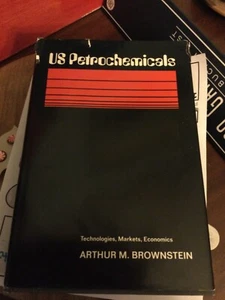 US Petrochemicals
Technologies, Markets, Economics
ARTHUR M. BROWNSTEIN